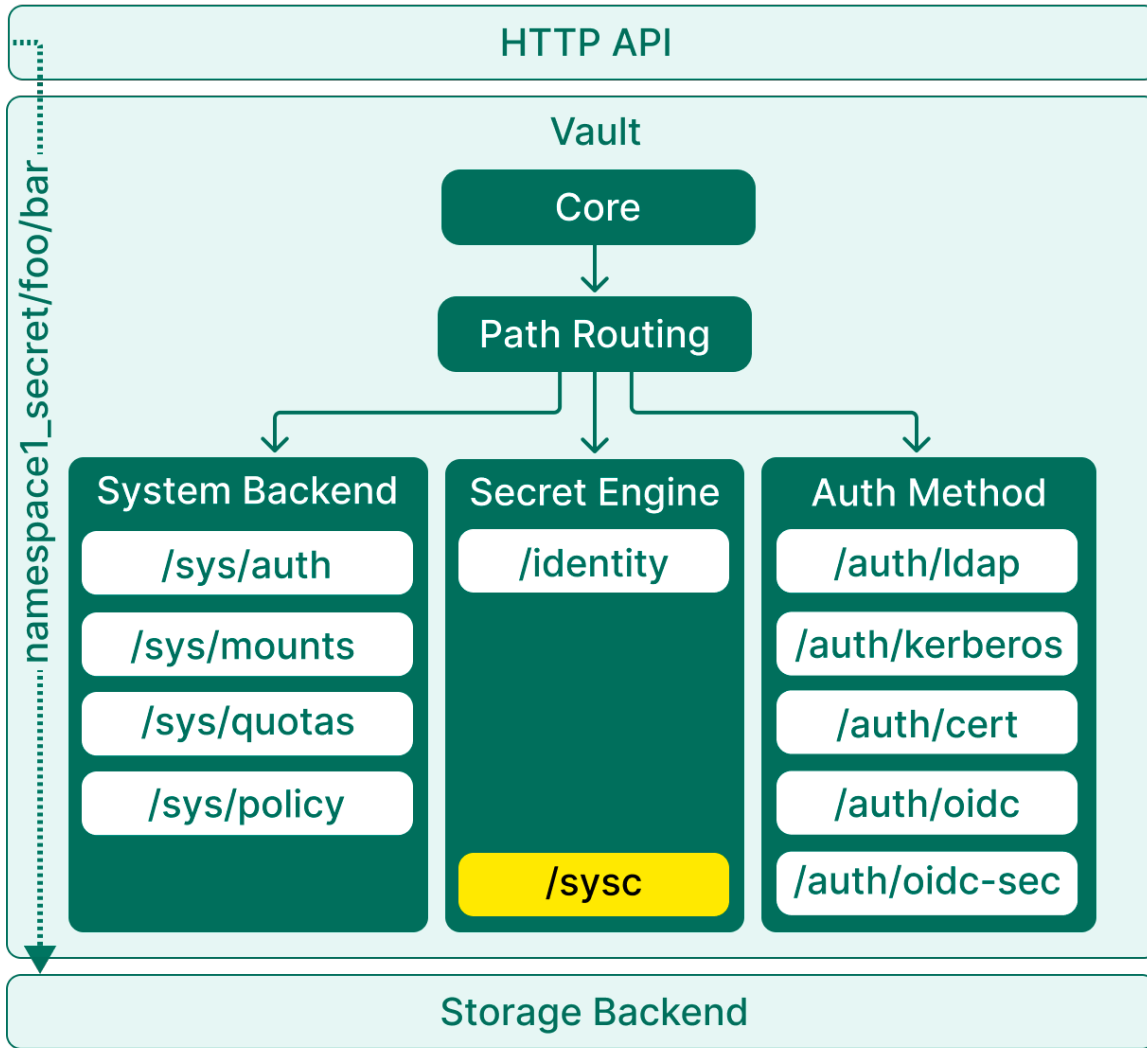 HTTP API
Vault
Core
Path Routing
namespace1_secret/foo/bar
System Backend
/sys/auth
/sys/mounts
/sys/quotas
/sys/policy
Secret Engine
/identity
/sysc
Auth Method
/auth/ldap
/auth/kerberos
/auth/cert
/auth/oidc
/auth/oidc-sec
Storage Backend